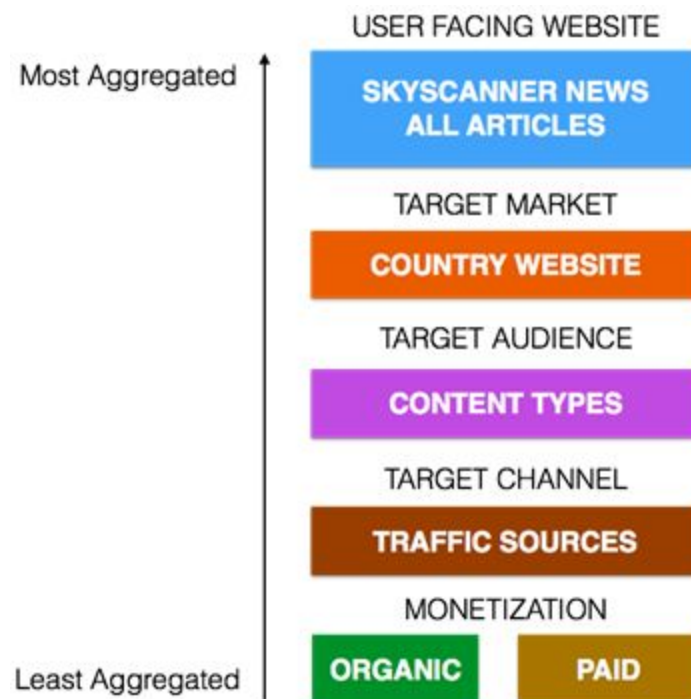 USER FACING WEBSITE
Most Aggregated
SKYSCANNER NEWS
ALL ARTICLES
TARGET MARKET
COUNTRY WEBSITE
TARGET AUDIENCE
CONTENT TYPES
TARGET CHANNEL
TRAFFIC SOURCES
MONETIZATION
Least Aggregated
ORGANIC
PAID